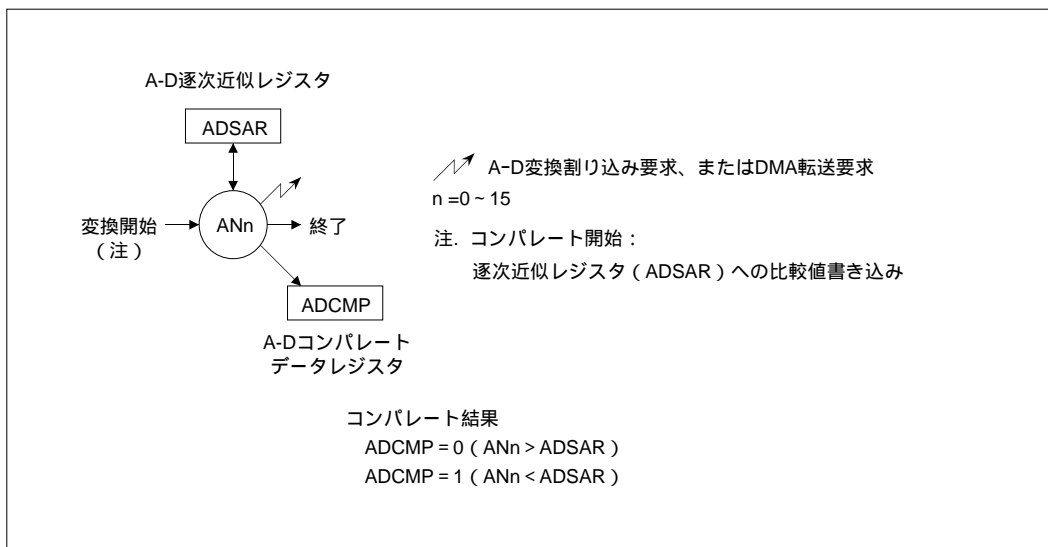 A-D逐次近似レジスタ
ADSAR
A-D変換割り込み要求、またはDMA転送要求
n =0～15
変換開始
（注）
ANn
終了
注. コンパレート開始：
逐次近似レジスタ（ADSAR）への比較値書き込み
ADCMP
A-Dコンパレート
データレジスタ
コンパレート結果
ADCMP = 0（ANn > ADSAR）
ADCMP = 1（ANn < ADSAR）